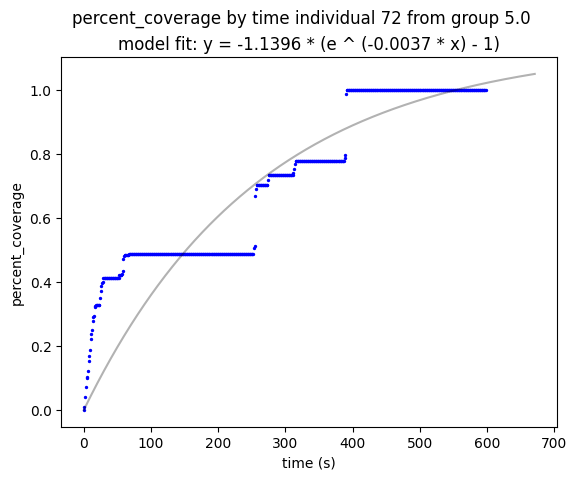 percent_coverage by time individual 72 from group 5.0
model fit: y = -1.1396 * (e ^ (-0.0037 * x) - 1)
percent_coverage
1.0
0.8
0.6
0.4
0.2
0.0
0 100 200 300 400 500 600 700
time (s)